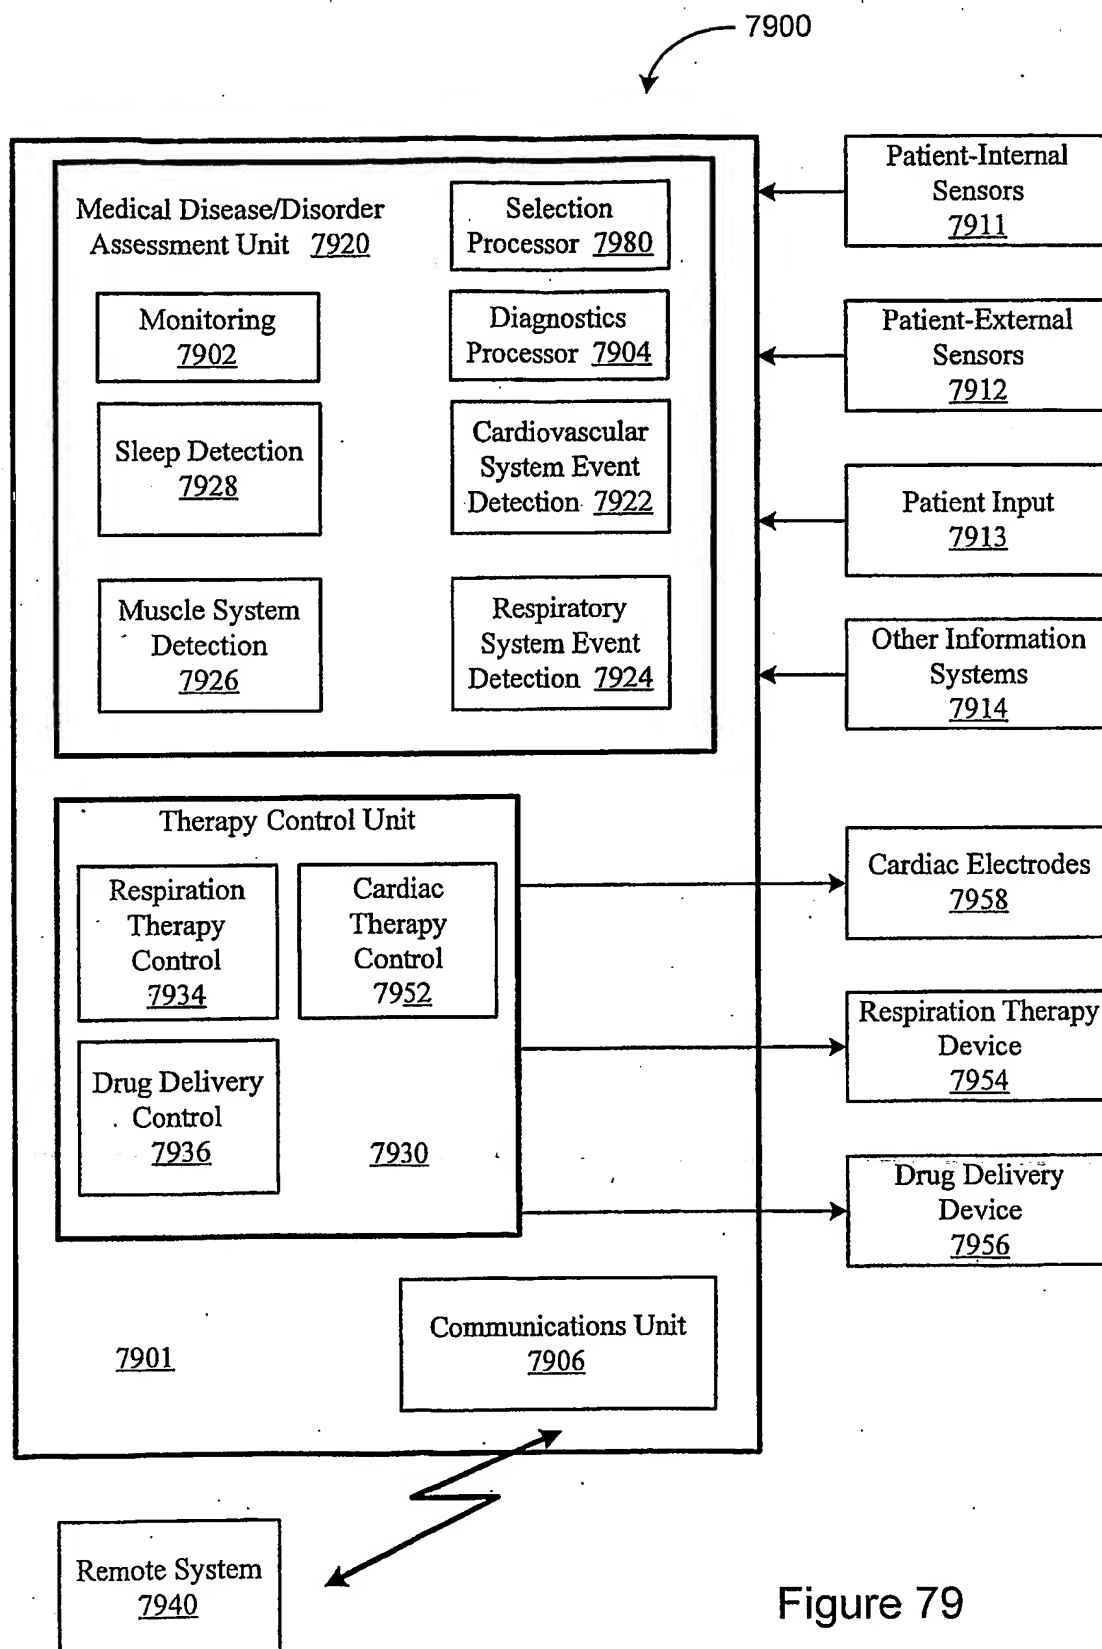 7900
Medical Disease/Disorder
Assessment Unit 7920
Selection
Processor 7980
Monitoring
7902
Diagnostics
Processor 7904
Sleep Detection
7928
Cardiovascular
System Event
Detection 7922
Muscle System
Detection
7926
Respiratory
System Event
Detection 7924
Patient-Internal
Sensors
7911
Patient-External
Sensors
7912
Patient Input
7913
Other Information
Systems
7914
Therapy Control Unit
Respiration
Therapy
Control
7934
Cardiac
Therapy
Control
7952
Drug Delivery
Control
7936
7930
Cardiac Electrodes
7958
Respiration Therapy
Device
7954
Drug Delivery
Device
7956
7901
Communications Unit
7906
Remote System
7940
Figure 79